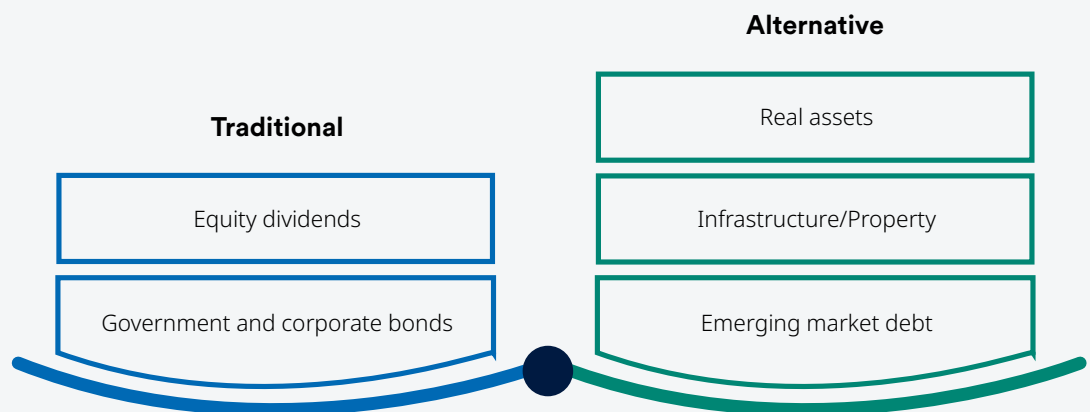 Traditional
Equity dividends
Government and corporate bonds
Alternative
Real assets
Infrastructure/Property
Emerging market debt